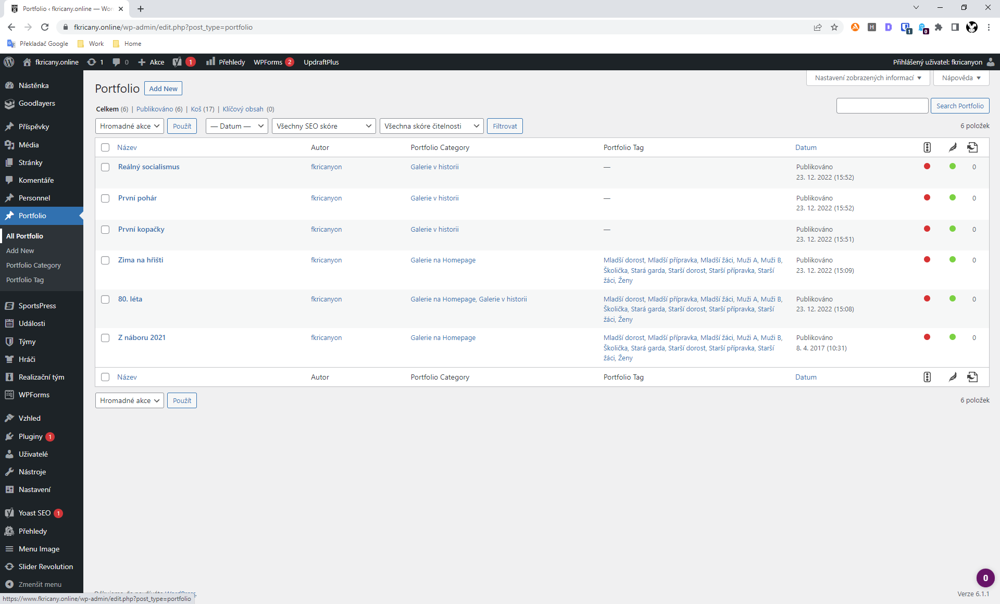 Portfolio ‹ fkricany.online — Wor
fkricany.online/wp-admin/edit.php?post_type=portfolio
H
D
1
0
Překladač Google
Work
Home
fkricany.online
1
0
Akce
1
Přehledy
WPForms
2
UpdraftPlus
Přihlášený uživatel: fkricanyon
Nástěnka
Goodlayers
Příspěvky
Média
Stránky
Komentáře
Personnel
Portfolio
All Portfolio
Add New
Portfolio Category
Portfolio Tag
SportsPress
Události
Týmy
Hráči
Realizační tým
WPForms
Vzhled
Pluginy 1
Uživatelé
Nástroje
Nastavení
Yoast SEO 1
Přehledy
Menu Image
Slider Revolution
Zmenšit menu
Portfolio
Add New
Nastavení zobrazených informací
Nápověda
Celkem (6) | Publikováno (6) | Koš (17) | Klíčový obsah (0)
Search Portfolio
Hromadné akce
Použít
— Datum —
Všechny SEO skóre
Všechna skóre čitelnosti
Filtrovat
6 položek
Název Autor Portfolio Category Portfolio Tag Datum
Reálný socialismus fkricanyon Galerie v historii — Publikováno 0
23. 12. 2022 (15:52)
První pohár fkricanyon Galerie v historii — Publikováno 0
23. 12. 2022 (15:52)
První kopačky fkricanyon Galerie v historii — Publikováno 0
23. 12. 2022 (15:51)
Zima na hřišti fkricanyon Galerie na Homepage Mladší dorost, Mladší přípravka, Mladší žáci, Muži A, Muži B, Publikováno 0
Školička, Stará garda, Starší dorost, Starší přípravka, Starší 23. 12. 2022 (15:09)
žáci, Ženy
80. léta fkricanyon Galerie na Homepage, Galerie v historii Mladší dorost, Mladší přípravka, Mladší žáci, Muži A, Muži B, Publikováno 0
Školička, Stará garda, Starší dorost, Starší přípravka, Starší 23. 12. 2022 (15:08)
žáci, Ženy
Z náboru 2021 fkricanyon Galerie na Homepage Mladší dorost, Mladší přípravka, Mladší žáci, Muži A, Muži B, Publikováno 0
Školička, Stará garda, Starší dorost, Starší přípravka, Starší 8. 4. 2017 (10:31)
žáci, Ženy
Název Autor Portfolio Category Portfolio Tag Datum
Hromadné akce
Použít
6 položek
0
Verze 6.1.1
https://www.fkricany.online/wp-admin/edit.php?post_type=portfolio